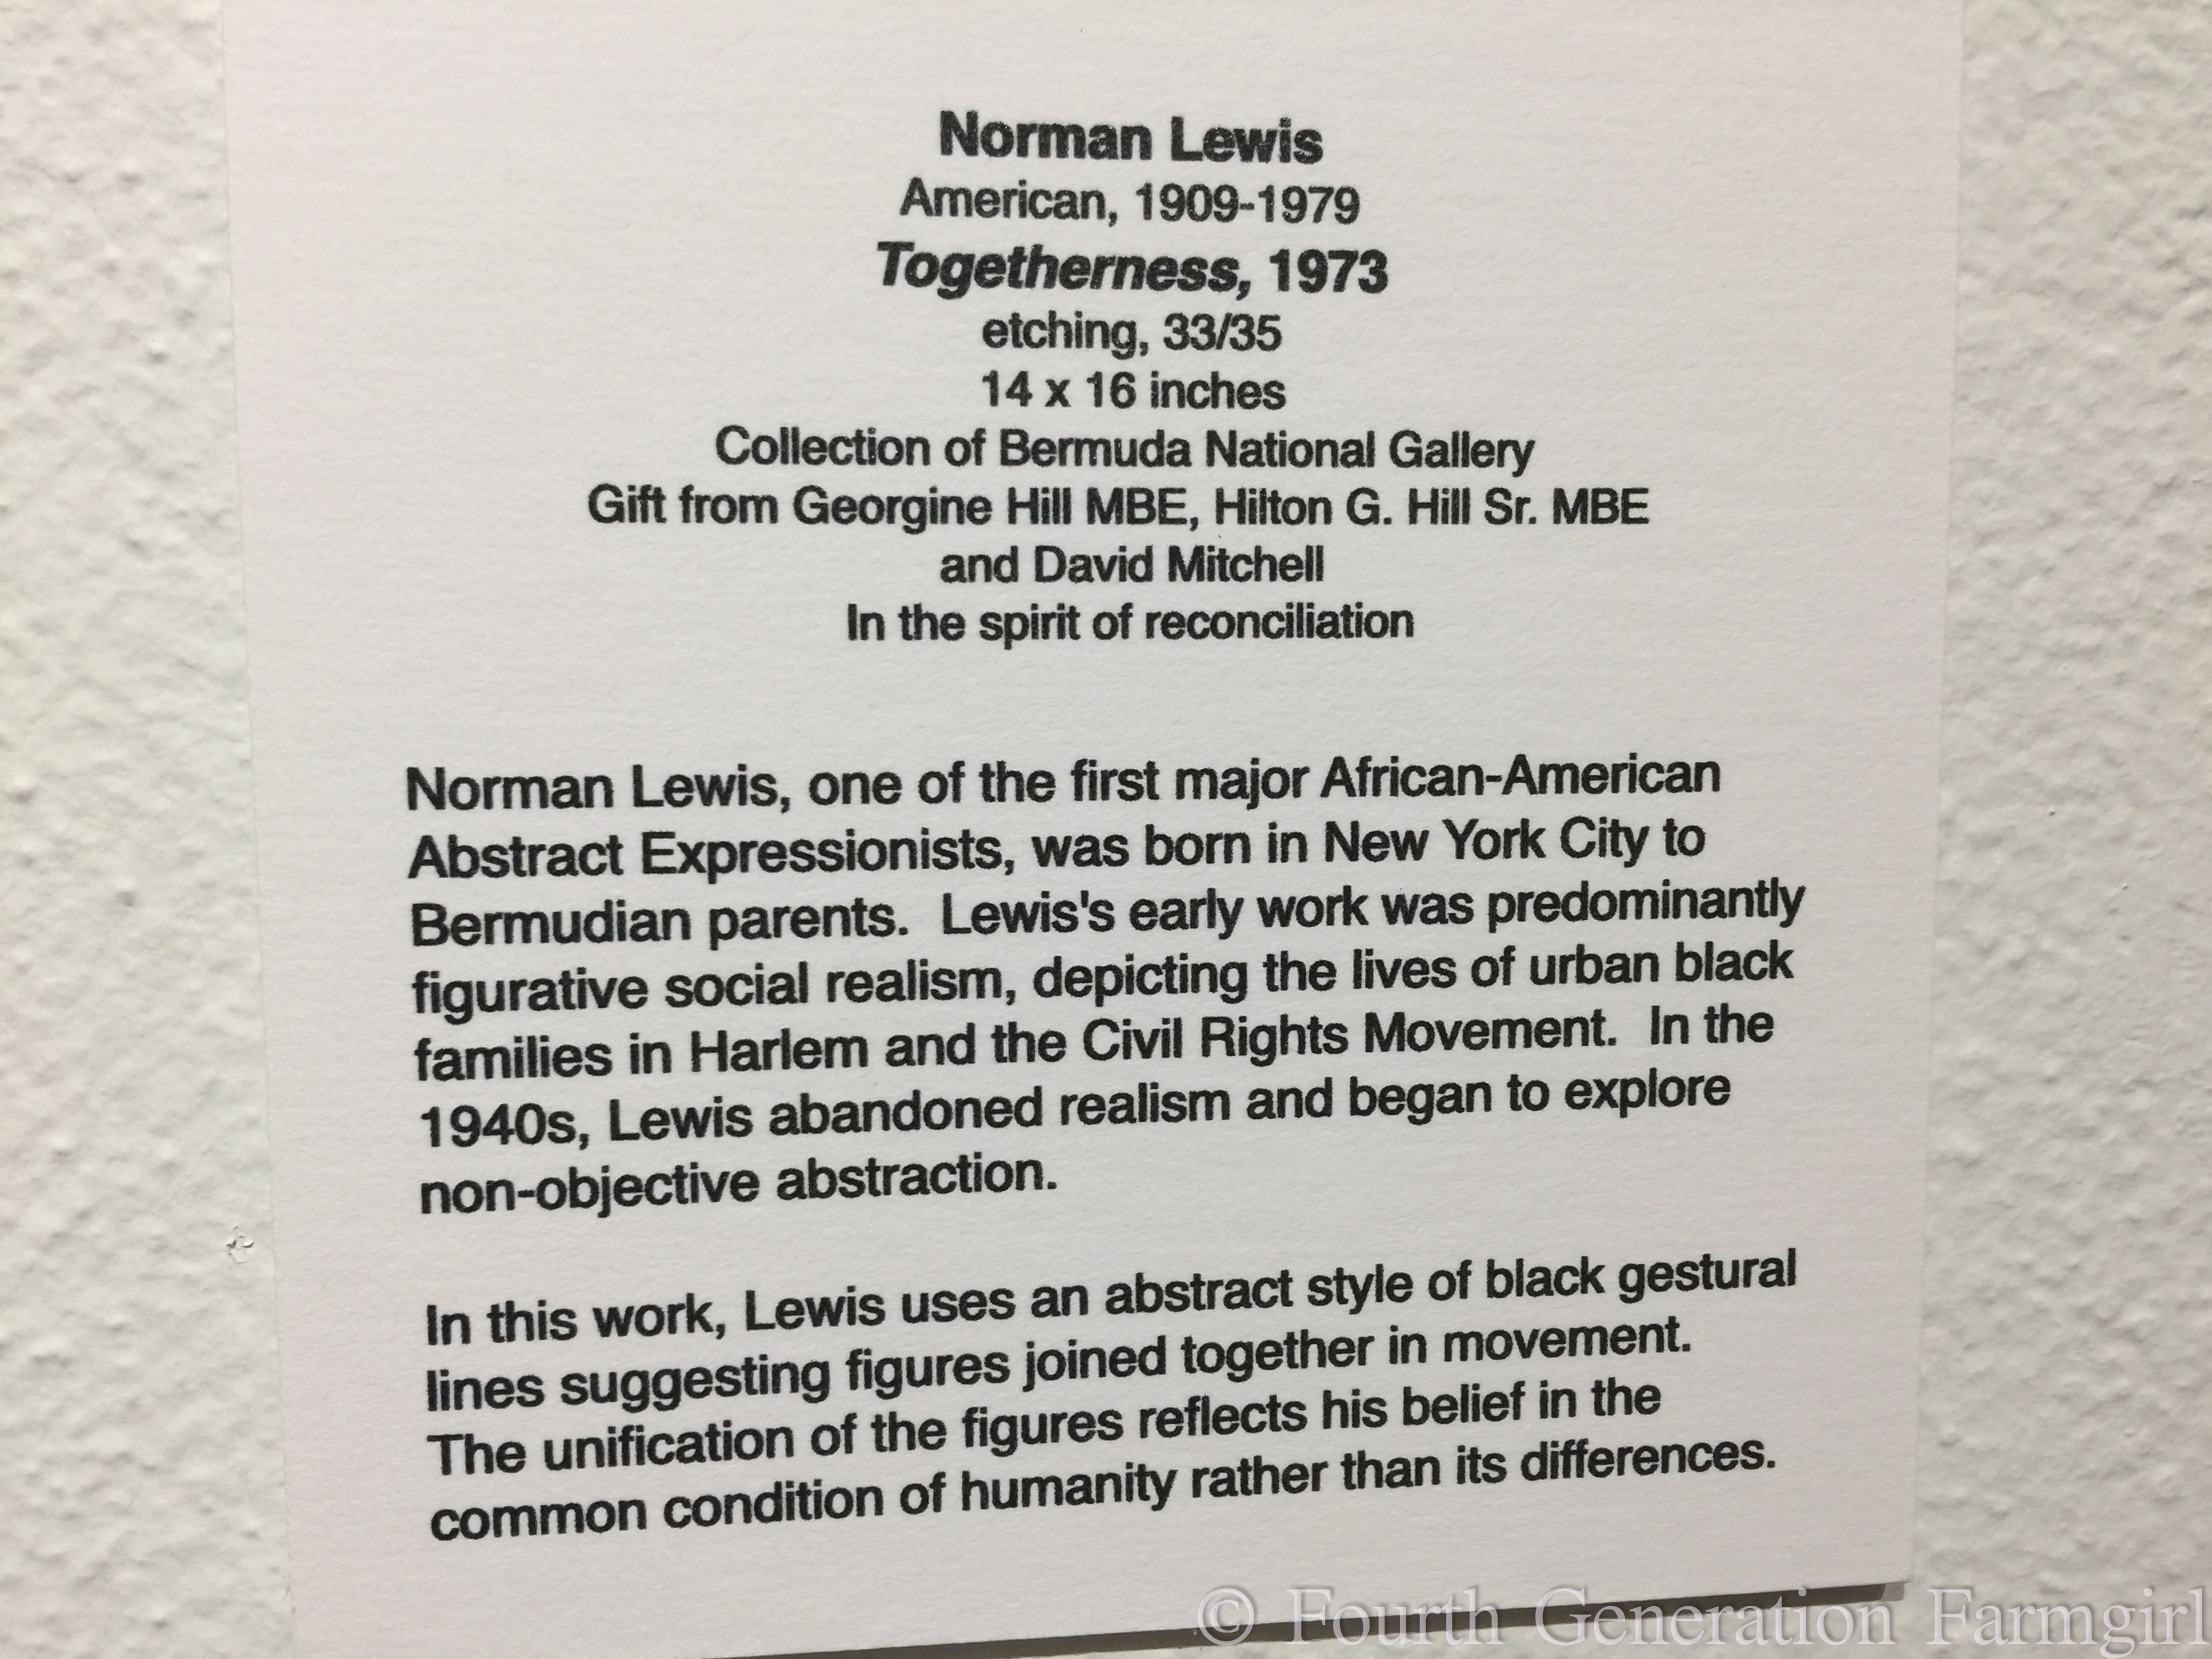 Norman Lewis
American, 1909-1979
Togetherness, 1973
etching, 33/35
14 x 16 inches
Collection of Bermuda National Gallery
Gift from Georgine Hill MBE, Hilton G. Hill Sr. MBE
and David Mitchell
In the spirit of reconciliation
Norman Lewis, one of the first major African-American
Abstract Expressionists, was born in New York City to
Bermudian parents.  Lewis's early work was predominantly
figurative social realism, depicting the lives of urban black
families in Harlem and the Civil Rights Movement.  In the
1940s, Lewis abandoned realism and began to explore
non-objective abstraction.
In this work, Lewis uses an abstract style of black gestural
lines suggesting figures joined together in movement.
The unification of the figures reflects his belief in the
common condition of humanity rather than its differences.
© Fourth Generation Farmgirl